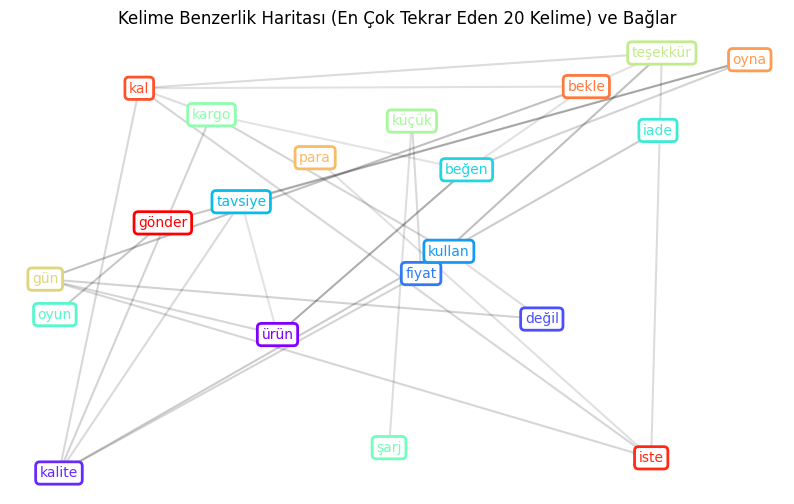 Kelime Benzerlik Haritası (En Çok Tekrar Eden 20 Kelime) ve Bağlar
teşekkür
oyna
kal
bekle
kargo
küçük
iade
para
beğen
tavsiye
gönder
kullan
fiyat
gün
oyun
değil
ürün
şarj
iste
kalite